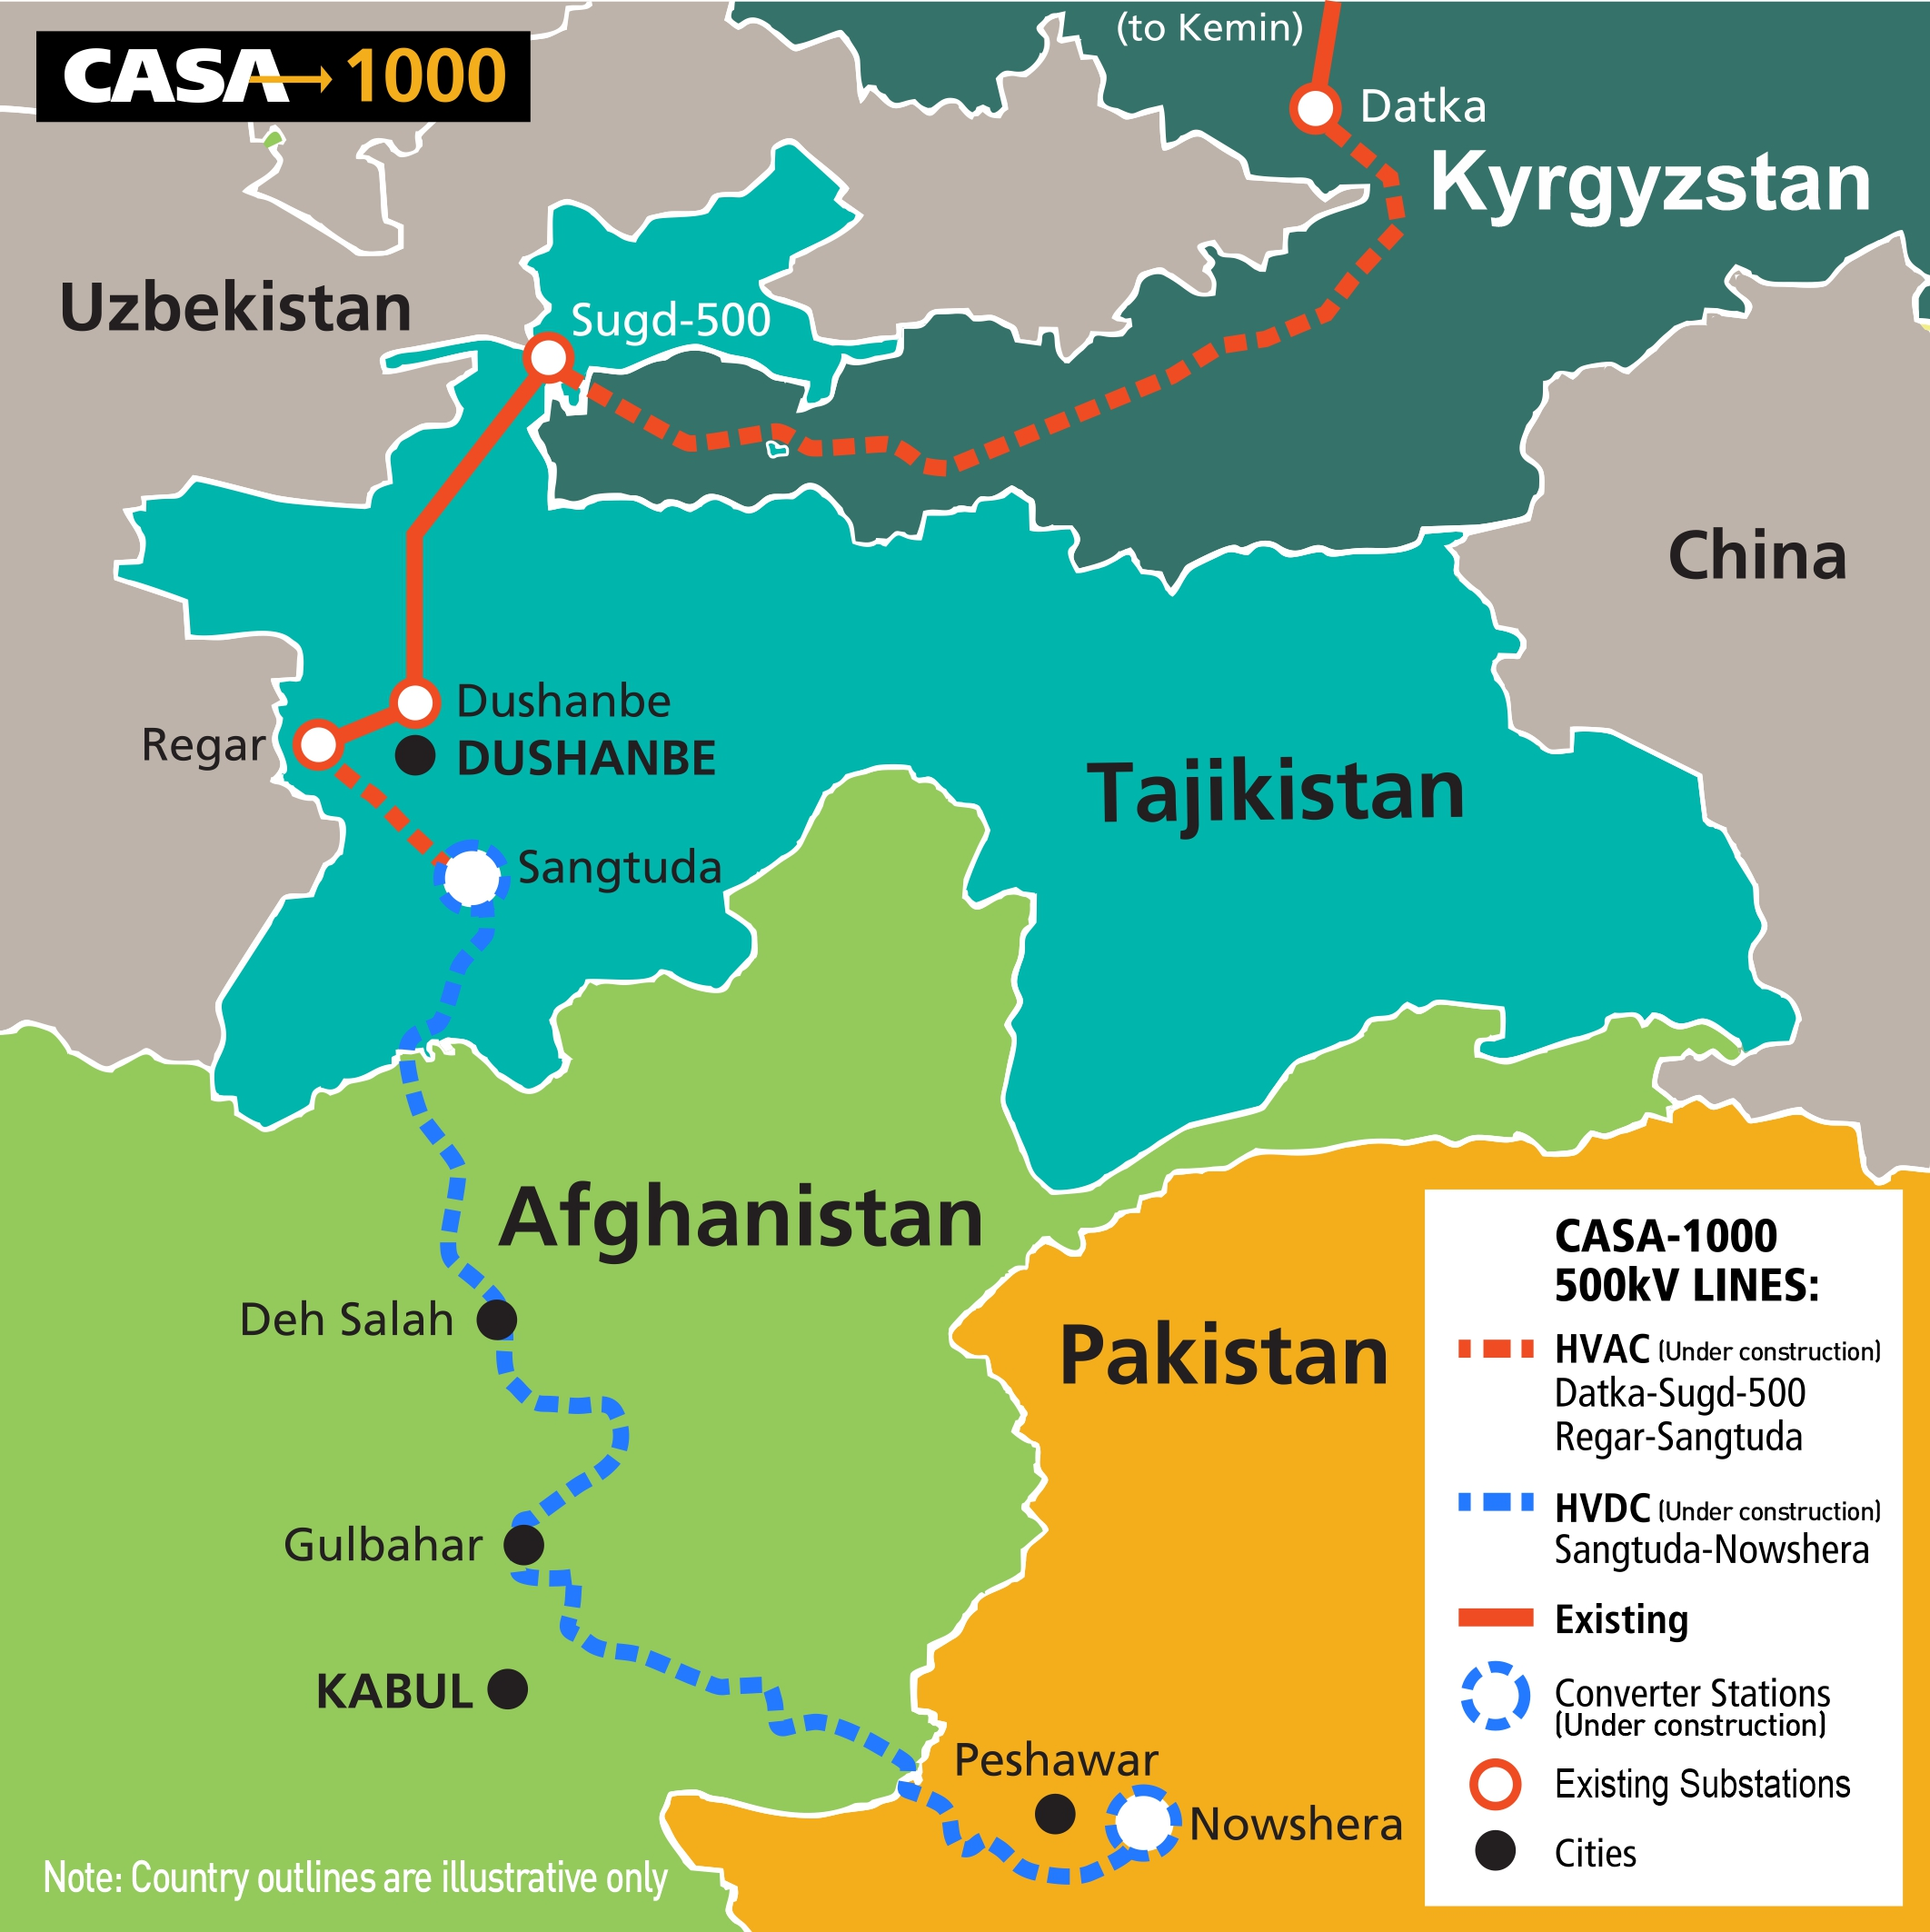 (to Kemin)
CASA 1000
Datka
Kyrgyzstan
Uzbekistan
Sugd-500
China
Dushanbe
Regar
DUSHANBE
Tajikistan
Sangtuda
Afghanistan
Deh Salah
Pakistan
Gulbahar
KABUL
Peshawar
Nowshera
CASA-1000
500kV LINES:
HVAC (Under construction)
Datka-Sugd-500
Regar-Sangtuda
HVDC (Under construction)
Sangtuda-Nowshera
Existing
Converter Stations
(Under construction)
Existing Substations
Cities
Note: Country outlines are illustrative only